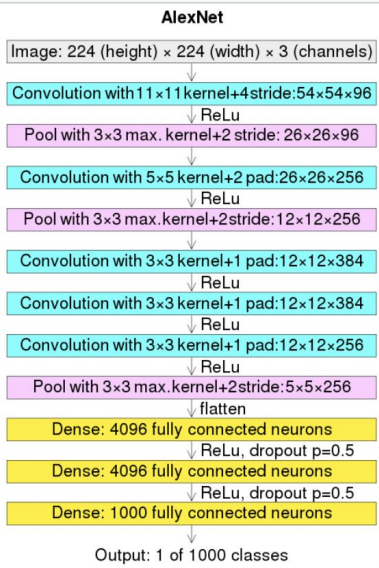 AlexNet
Image: 224 (height) × 224 (width) × 3 (channels)
Convolution with 11×11 kernel+4 stride:54×54×96
ReLu
Pool with 3×3 max. kernel+2 stride: 26×26×96
Convolution with 5×5 kernel+2 pad:26×26×256
ReLu
Pool with 3×3 max.kernel+2stride:12×12×256
Convolution with 3×3 kernel+1 pad:12×12×384
ReLu
Convolution with 3×3 kernel+1 pad:12×12×384
ReLu
Convolution with 3×3 kernel+1 pad:12×12×256
ReLu
Pool with 3×3 max.kernel+2stride:5×5×256
flatten
Dense: 4096 fully connected neurons
ReLu, dropout p=0.5
Dense: 4096 fully connected neurons
ReLu, dropout p=0.5
Dense: 1000 fully connected neurons
Output: 1 of 1000 classes